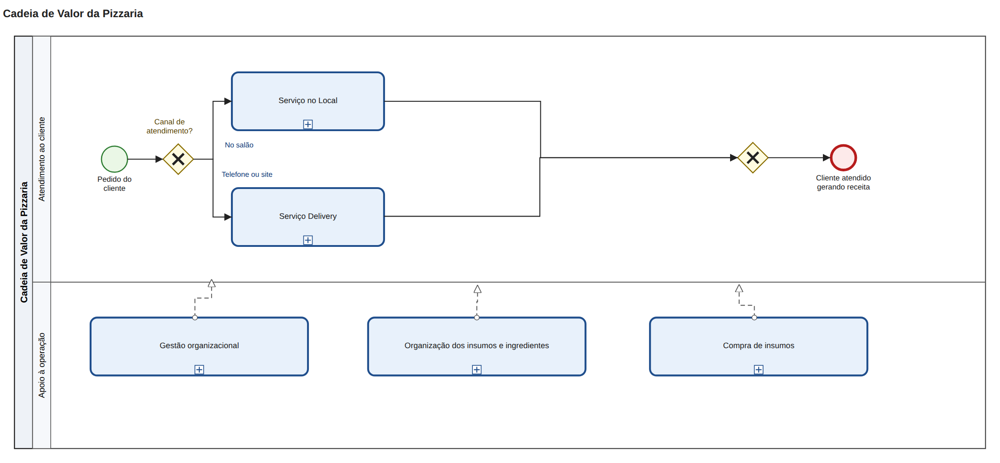 Cadeia de Valor da Pizzaria
Cadeia de Valor da Pizzaria
Atendimento ao cliente
Serviço no Local
Canal de
atendimento?
No salão
Telefone ou site
Pedido do
cliente
Serviço Delivery
Cliente atendido
gerando receita
Apoio à operação
Gestão organizacional
Organização dos insumos e ingredientes
Compra de insumos